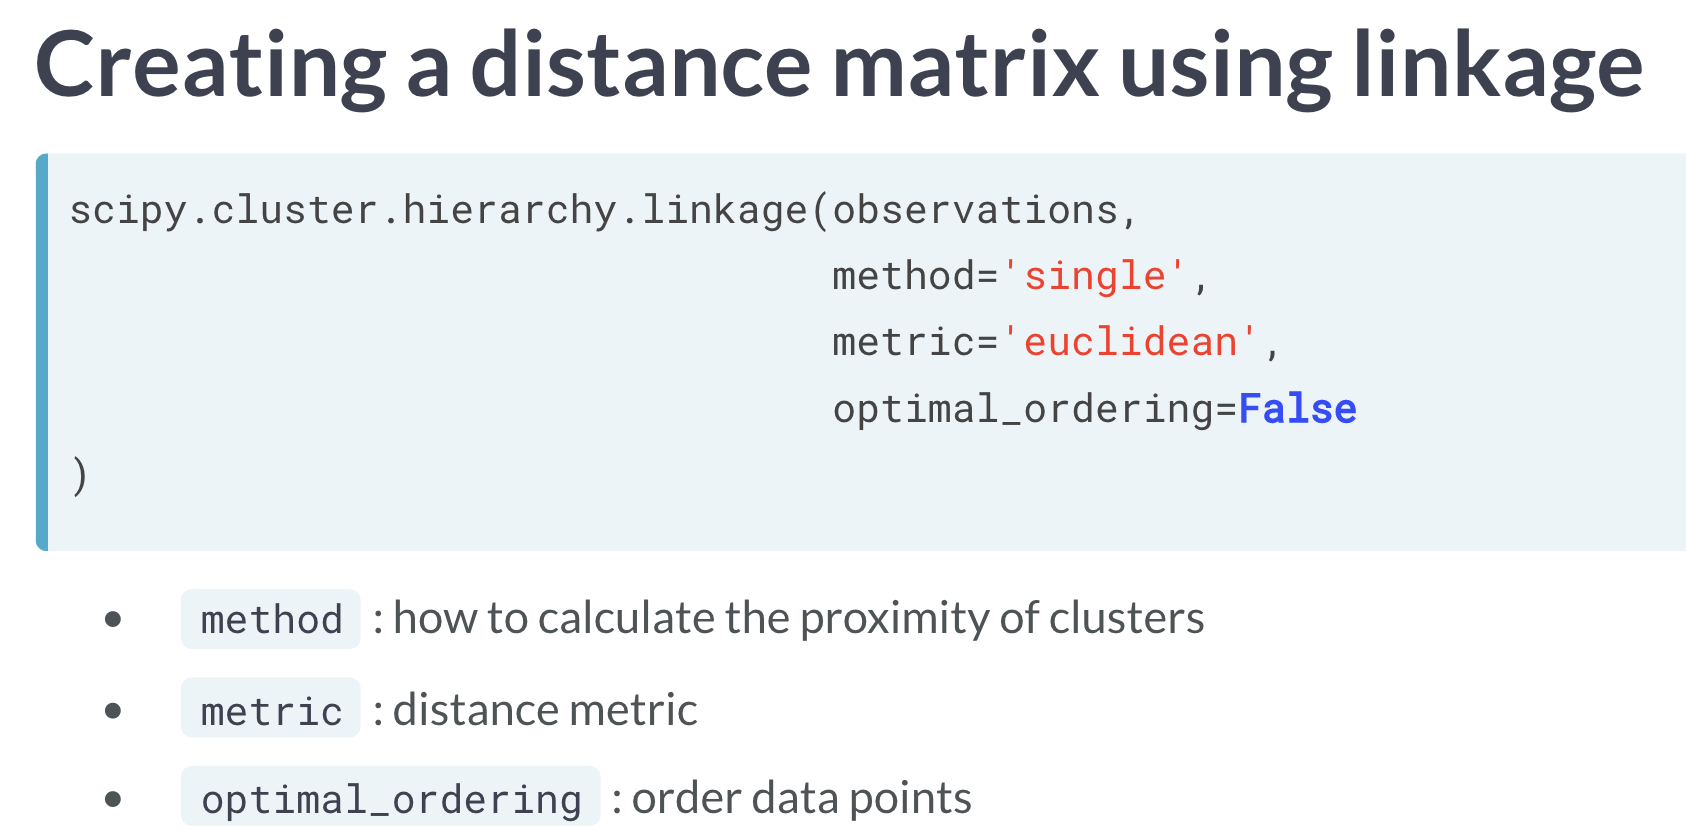 Creating a distance matrix using linkage
scipy.cluster.hierarchy.linkage(observations,
method='single',
metric='euclidean',
optimal_ordering=False
)
• method : how to calculate the proximity of clusters
• metric : distance metric
• optimal_ordering : order data points